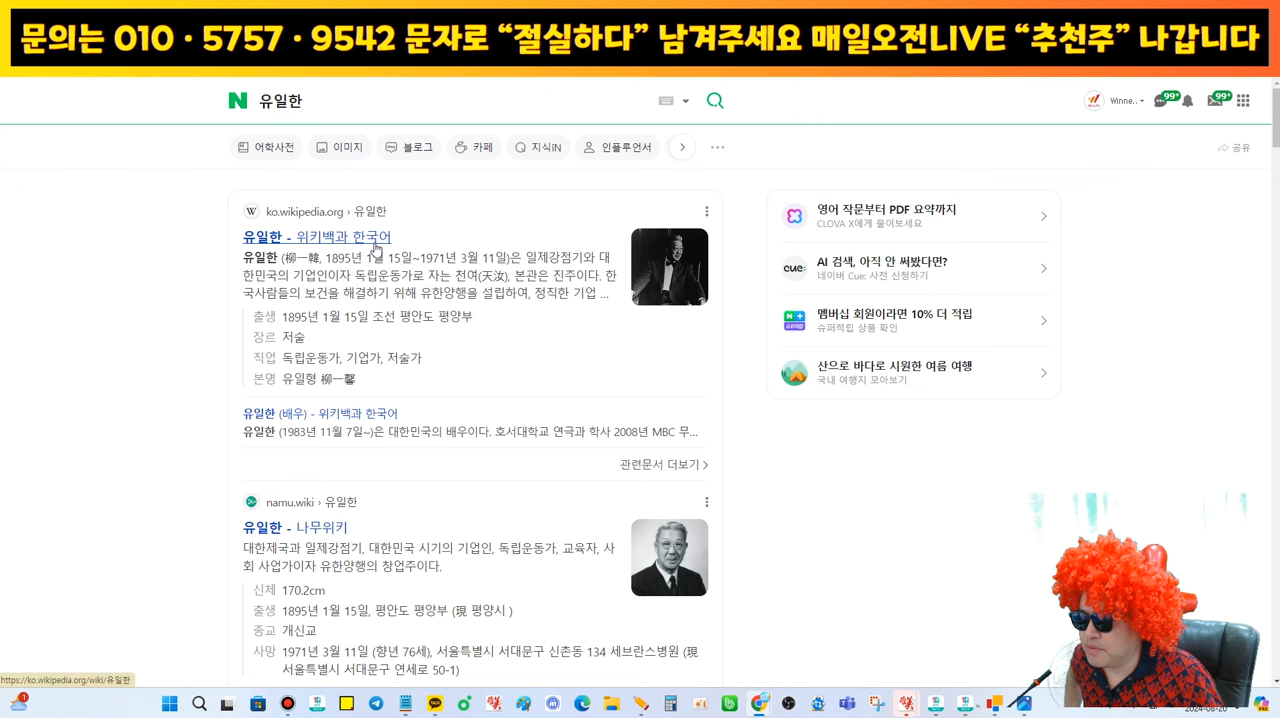 문의는 010 · 5757 · 9542 문자로 “절실하다” 남겨주세요 매일오전LIVE “추천주” 나갑니다
N 유일한
Winne..
99+
99+
어학사전 이미지 블로그 카페 지식iN 인플루언서
공유
W ko.wikipedia.org › 유일한
유일한 - 위키백과 한국어
유일한 (柳一韓, 1895년 1월 15일~1971년 3월 11일)은 일제강점기와 대
한민국의 기업인이자 독립운동가로 자는 천여(天汝), 본관은 진주이다. 한
국사람들의 보건을 해결하기 위해 유한양행을 설립하여, 정직한 기업 ...
출생 1895년 1월 15일 조선 평안도 평양부
장르 저술
직업 독립운동가, 기업가, 저술가
본명 유일형 柳一馨
유일한 (배우) - 위키백과 한국어
유일한 (1983년 11월 7일~)은 대한민국의 배우이다. 호서대학교 연극과 학사 2008년 MBC 무...
관련문서 더보기
namu.wiki › 유일한
유일한 - 나무위키
대한제국과 일제강점기, 대한민국 시기의 기업인, 독립운동가, 교육자, 사
회 사업가이자 유한양행의 창업주이다.
신체 170.2cm
출생 1895년 1월 15일, 평안도 평양부 (現 평양시 )
종교 개신교
사망 1971년 3월 11일 (향년 76세), 서울특별시 서대문구 신촌동 134 세브란스병원 (現
서울특별시 서대문구 연세로 50-1)
영어 작문부터 PDF 요약까지
CLOVA X에게 물어보세요
cue:
AI 검색, 아직 안 써봤다면?
네이버 Cue: 사전 신청하기
멤버십 회원이라면 10% 더 적립
슈퍼적립 상품 확인
산으로 바다로 시원한 여름 여행
국내 여행지 모아보기
https://ko.wikipedia.org/wiki/유일한
1
TALK
2024-08-20